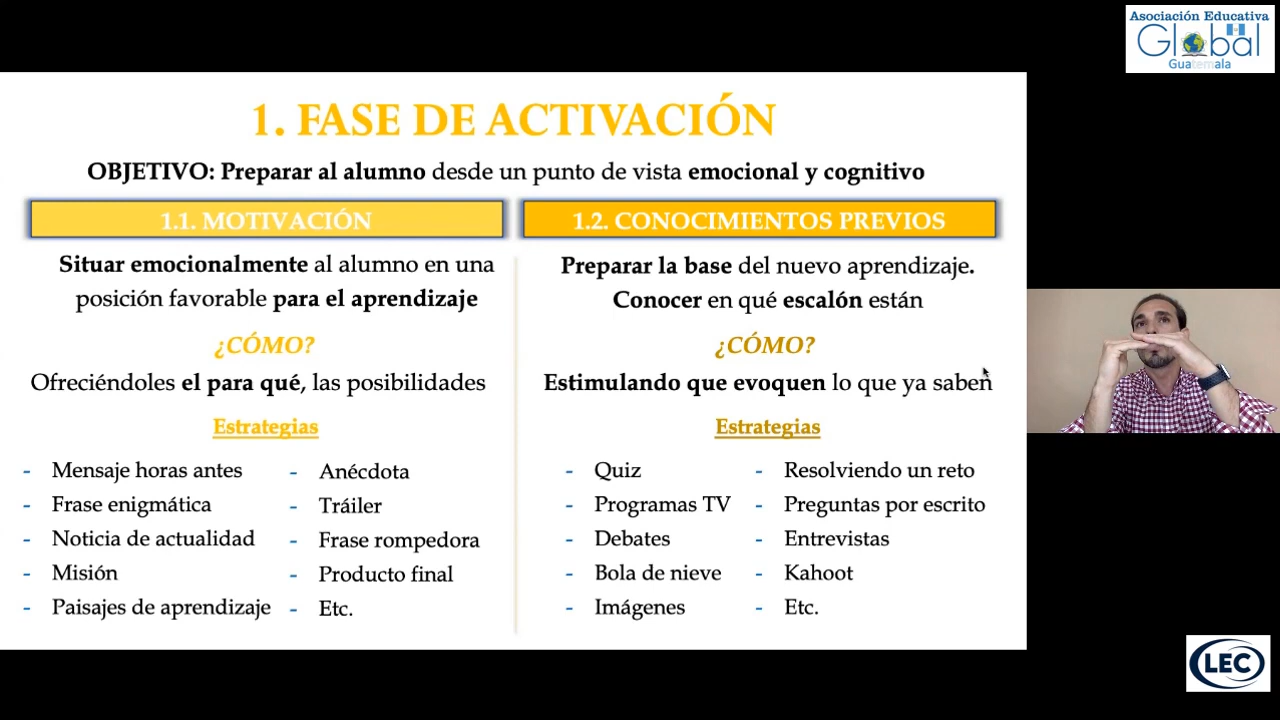 Asociación Educativa
Global
Guatemala
1. FASE DE ACTIVACIÓN
OBJETIVO: Preparar al alumno desde un punto de vista emocional y cognitivo
1.1. MOTIVACIÓN
Situar emocionalmente al alumno en una
posición favorable para el aprendizaje
¿CÓMO?
Ofreciéndoles el para qué, las posibilidades
Estrategias
- Mensaje horas antes
- Frase enigmática
- Noticia de actualidad
- Misión
- Paisajes de aprendizaje
- Anécdota
- Tráiler
- Frase rompedora
- Producto final
- Etc.
1.2. CONOCIMIENTOS PREVIOS
Preparar la base del nuevo aprendizaje.
Conocer en qué escalón están
¿CÓMO?
Estimulando que evoquen lo que ya saben
Estrategias
- Quiz
- Programas TV
- Debates
- Bola de nieve
- Imágenes
- Resolviendo un reto
- Preguntas por escrito
- Entrevistas
- Kahoot
- Etc.
LEC